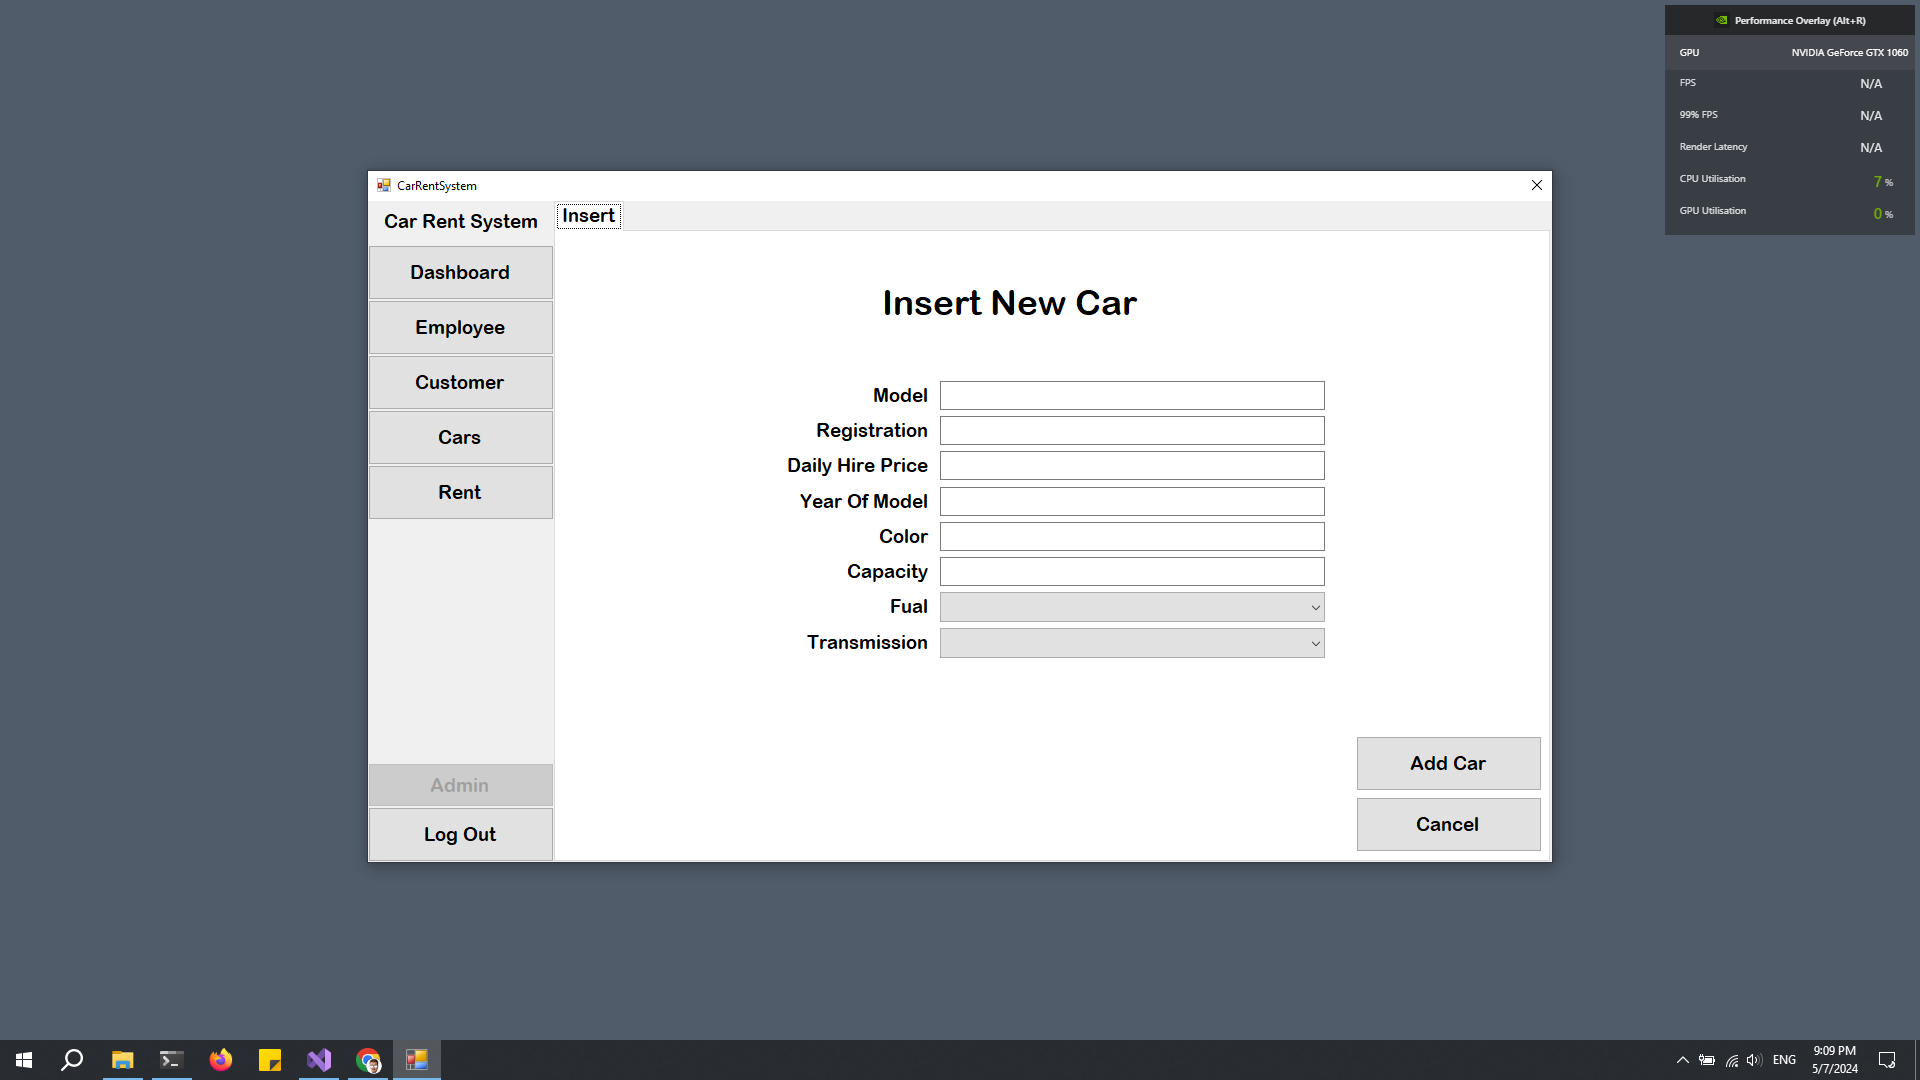 Performance Overlay (Alt+R)
GPU NVIDIA GeForce GTX 1060
FPS N/A
99% FPS N/A
Render Latency N/A
CPU Utilisation 7 %
GPU Utilisation 0 %
CarRentSystem
Car Rent System
Insert
Dashboard
Employee
Customer
Cars
Rent
Admin
Log Out
Insert New Car
Model
Registration
Daily Hire Price
Year Of Model
Color
Capacity
Fual
Transmission
Add Car
Cancel
ENG
9:09 PM
5/7/2024